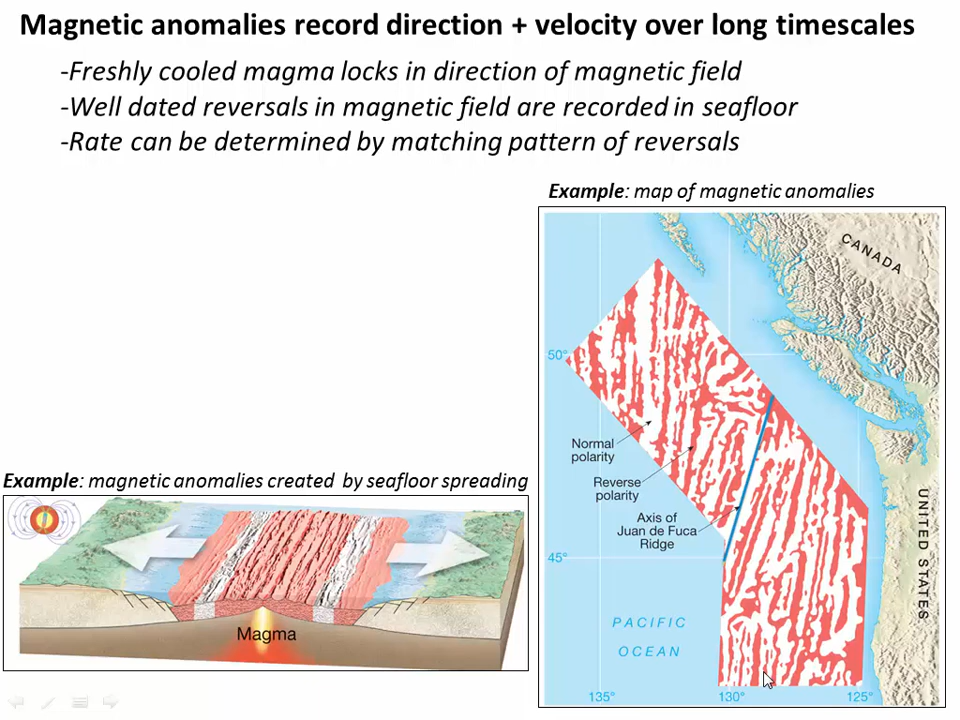 Magnetic anomalies record direction + velocity over long timescales
-Freshly cooled magma locks in direction of magnetic field
-Well dated reversals in magnetic field are recorded in seafloor
-Rate can be determined by matching pattern of reversals
Example: map of magnetic anomalies
CANADA
50°
Normal
polarity
Reverse
polarity
Axis of
Juan de Fuca
Ridge
UNITED STATES
45°
PACIFIC
OCEAN
135°
130°
125°
Example: magnetic anomalies created by seafloor spreading
Magma